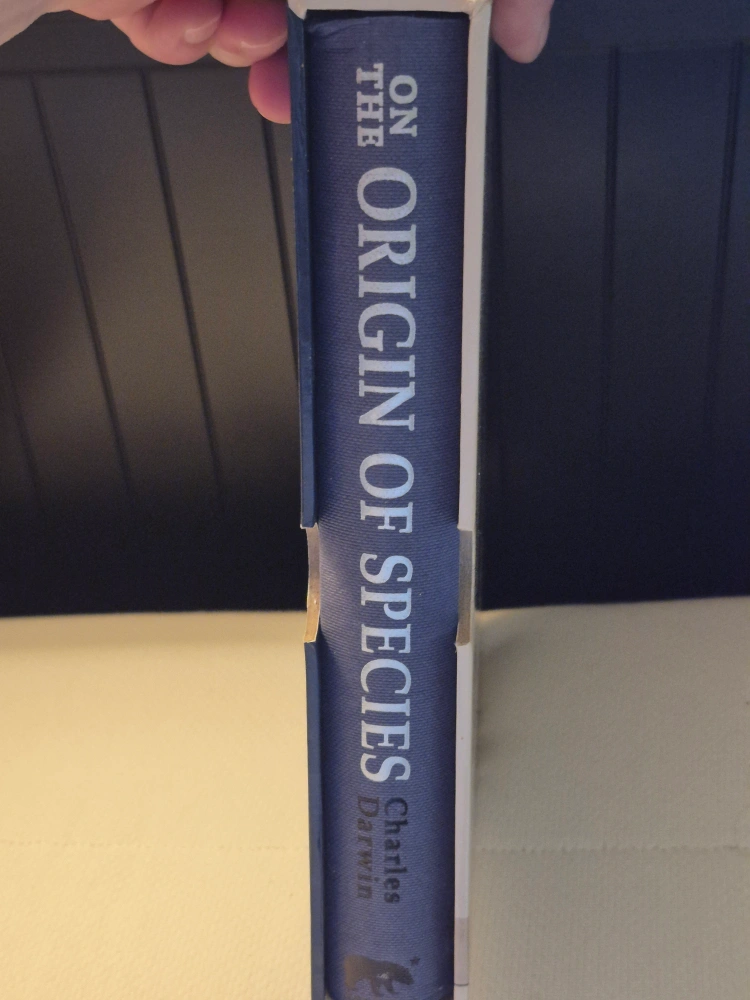 ON
THE
ORIGIN OF SPECIES
Charles
Darwin